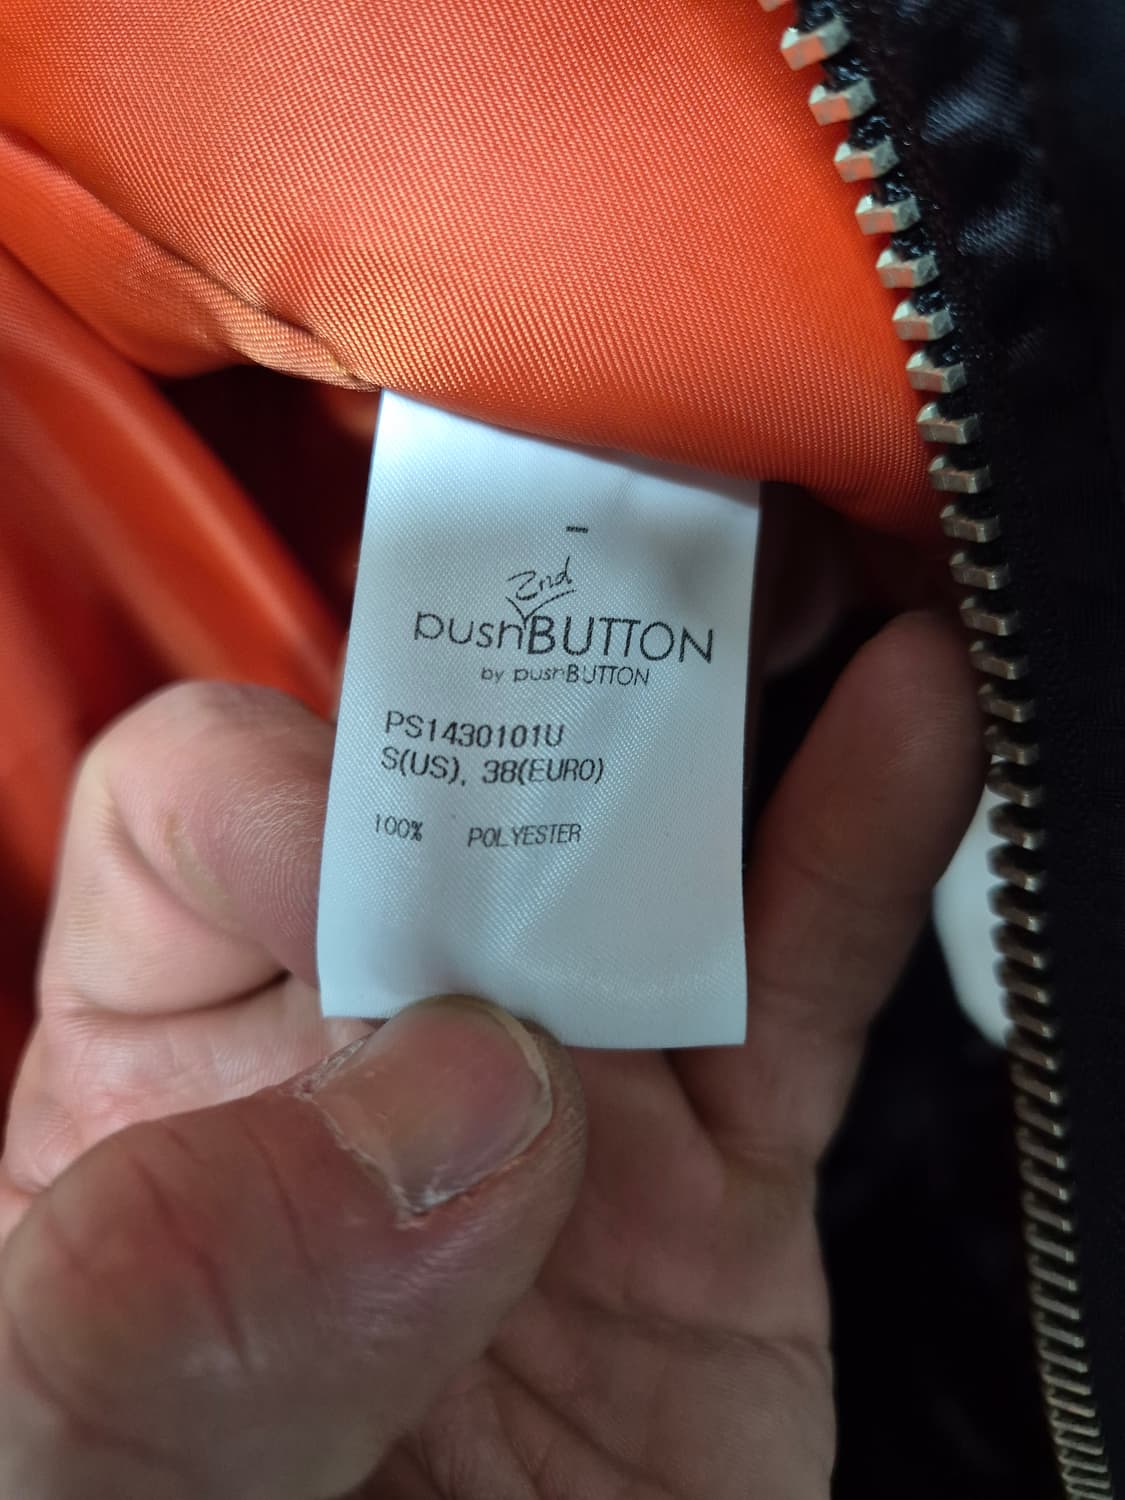 2nd
pushBUTTON
by pushBUTTON
PS1430101U
S(US), 38(EURO)
100% POLYESTER